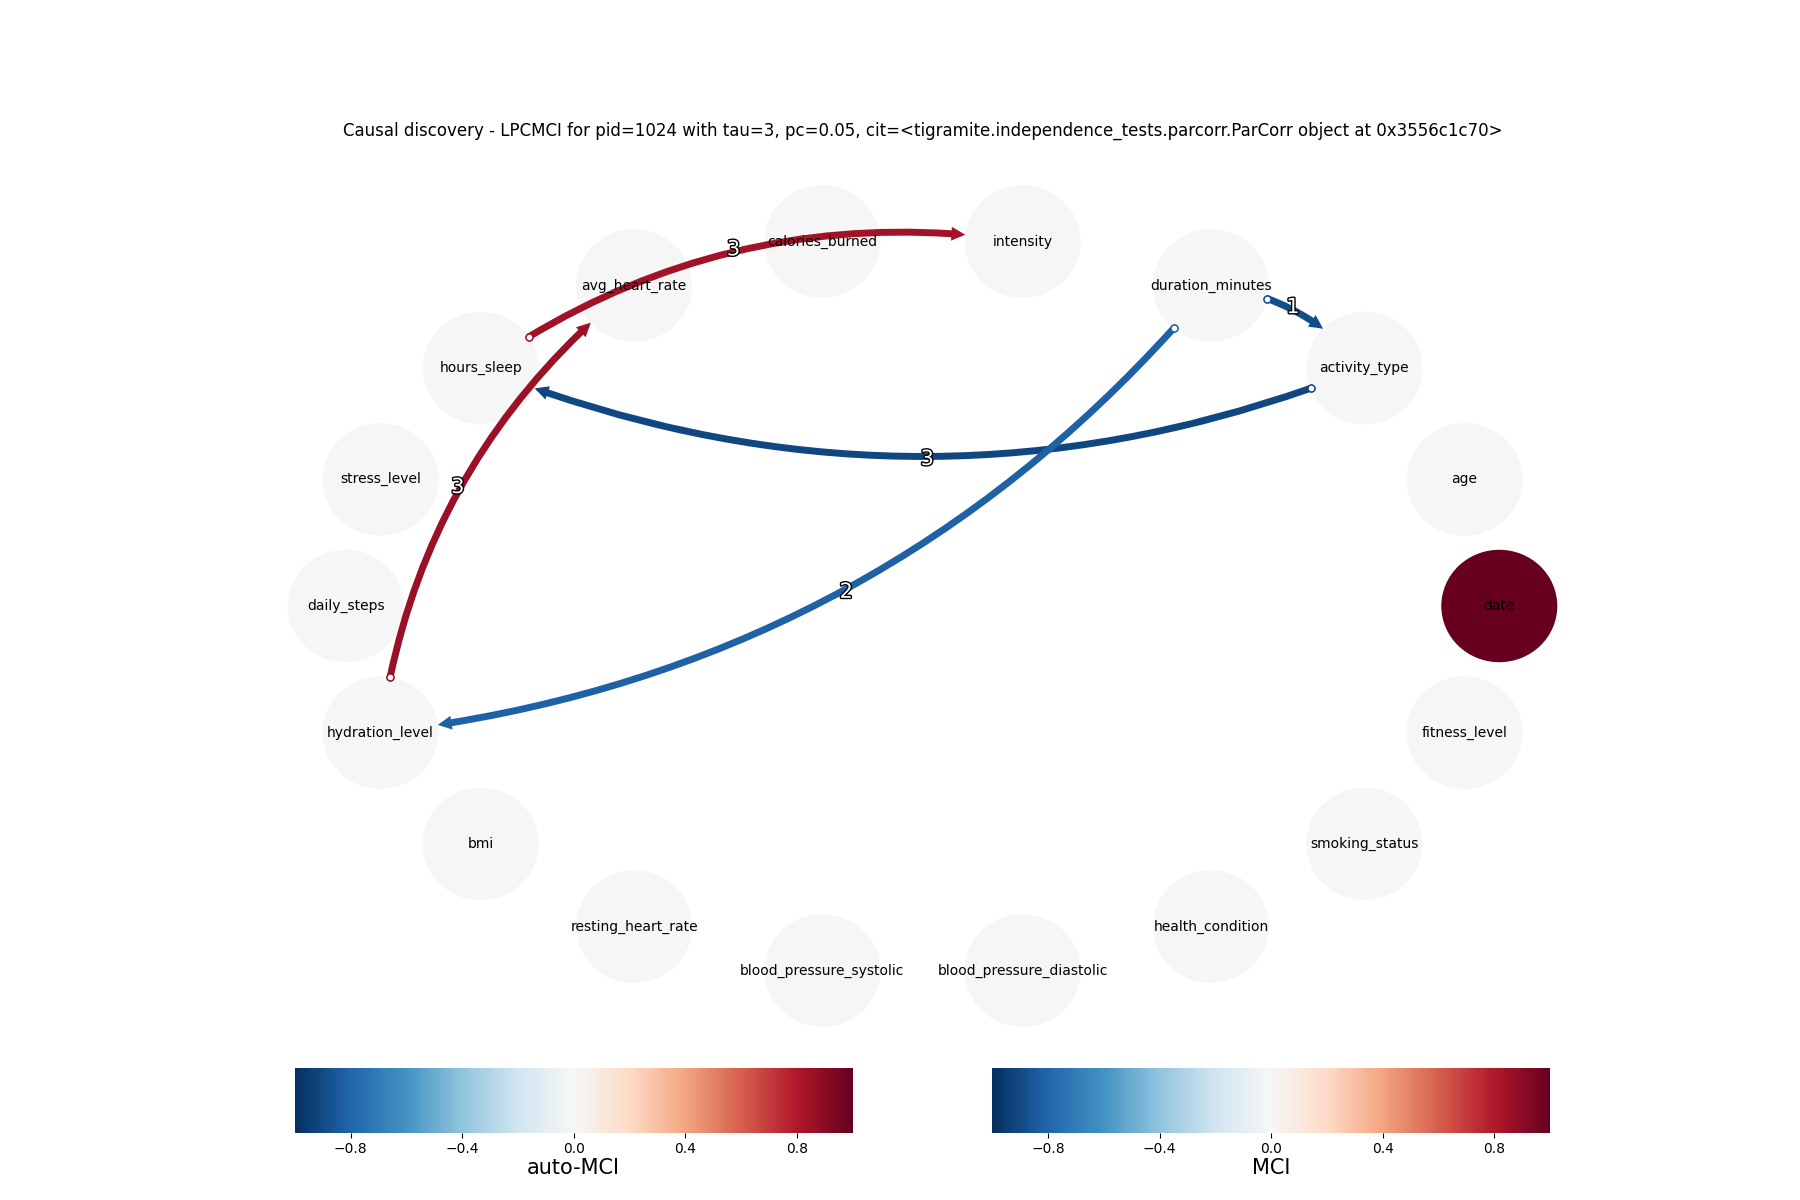 Causal discovery - LPCMCI for pid=1024 with tau=3, pc=0.05, cit=<tigramite.independence_tests.parcorr.ParCorr object at 0x3556c1c70>
calories_burned
intensity
3
avg_heart_rate
duration_minutes
1
hours_sleep
activity_type
3
stress_level
age
3
2
daily_steps
date
hydration_level
fitness_level
bmi
smoking_status
resting_heart_rate
health_condition
blood_pressure_systolic
blood_pressure_diastolic
−0.8 −0.4 0.0 0.4 0.8
auto-MCI
−0.8 −0.4 0.0 0.4 0.8
MCI